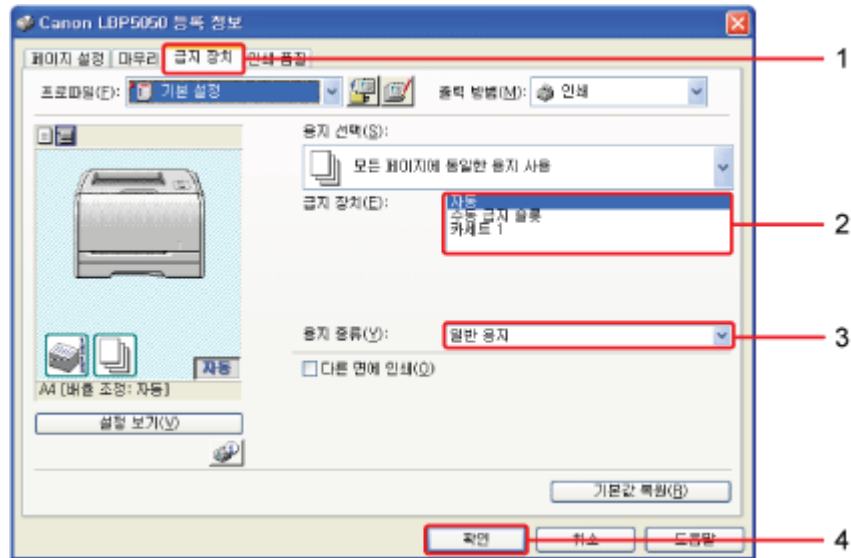 Canon LBP5050 등록 정보
페이지 설정 마무리 급지 장치 인쇄 품질
1
프로파일(F): 기본 설정 출력 방법(M): 인쇄
용지 선택(S):
모든 페이지에 동일한 용지 사용
급지 장치(E): 자동
수동 급지 슬롯
카세트 1
2
용지 종류(Y): 일반 용지
3
자동
다른 면에 인쇄(O)
A4 [배율 조정: 자동]
설정 보기(V)
기본값 복원(R)
확인 취소 도움말
4